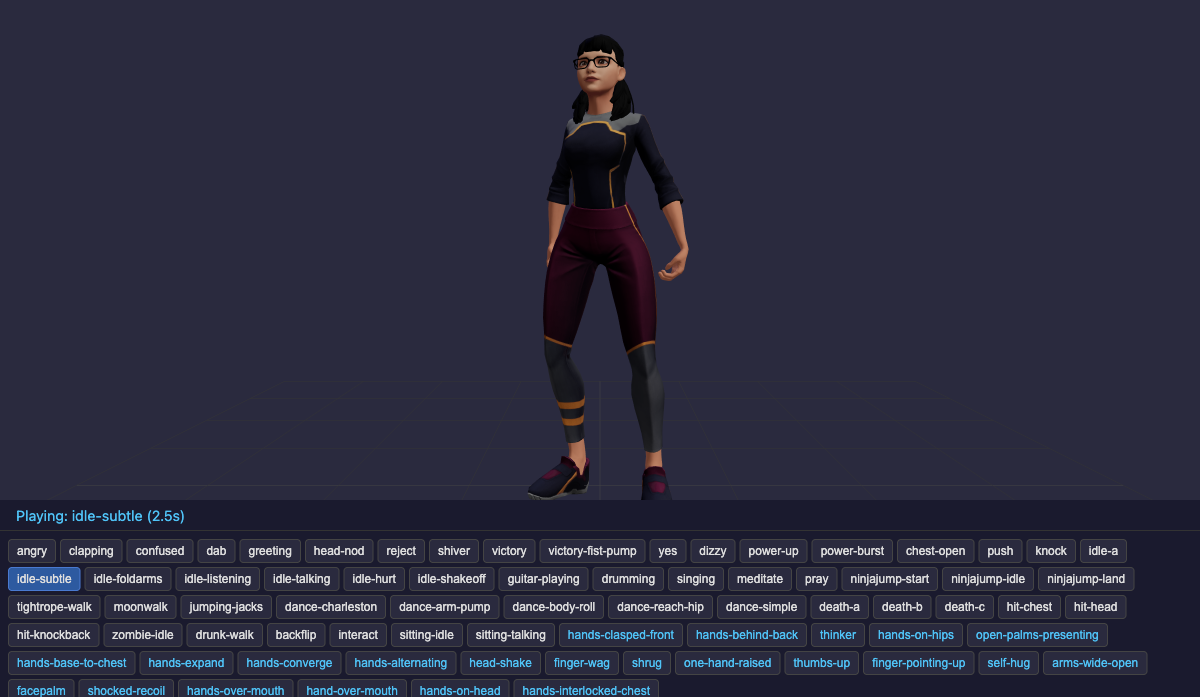 Playing: idle-subtle (2.5s)
angry clapping confused dab greeting head-nod reject shiver victory victory-fist-pump yes dizzy power-up power-burst chest-open push knock idle-a
idle-subtle idle-foldarms idle-listening idle-talking idle-hurt idle-shakeoff guitar-playing drumming singing meditate pray ninjajump-start ninjajump-idle ninjajump-land
tightrope-walk moonwalk jumping-jacks dance-charleston dance-arm-pump dance-body-roll dance-reach-hip dance-simple death-a death-b death-c hit-chest hit-head
hit-knockback zombie-idle drunk-walk backflip interact sitting-idle sitting-talking hands-clasped-front hands-behind-back thinker hands-on-hips open-palms-presenting
hands-base-to-chest hands-expand hands-converge hands-alternating head-shake finger-wag shrug one-hand-raised thumbs-up finger-pointing-up self-hug arms-wide-open
facepalm shocked-recoil hands-over-mouth hand-over-mouth hands-on-head hands-interlocked-chest